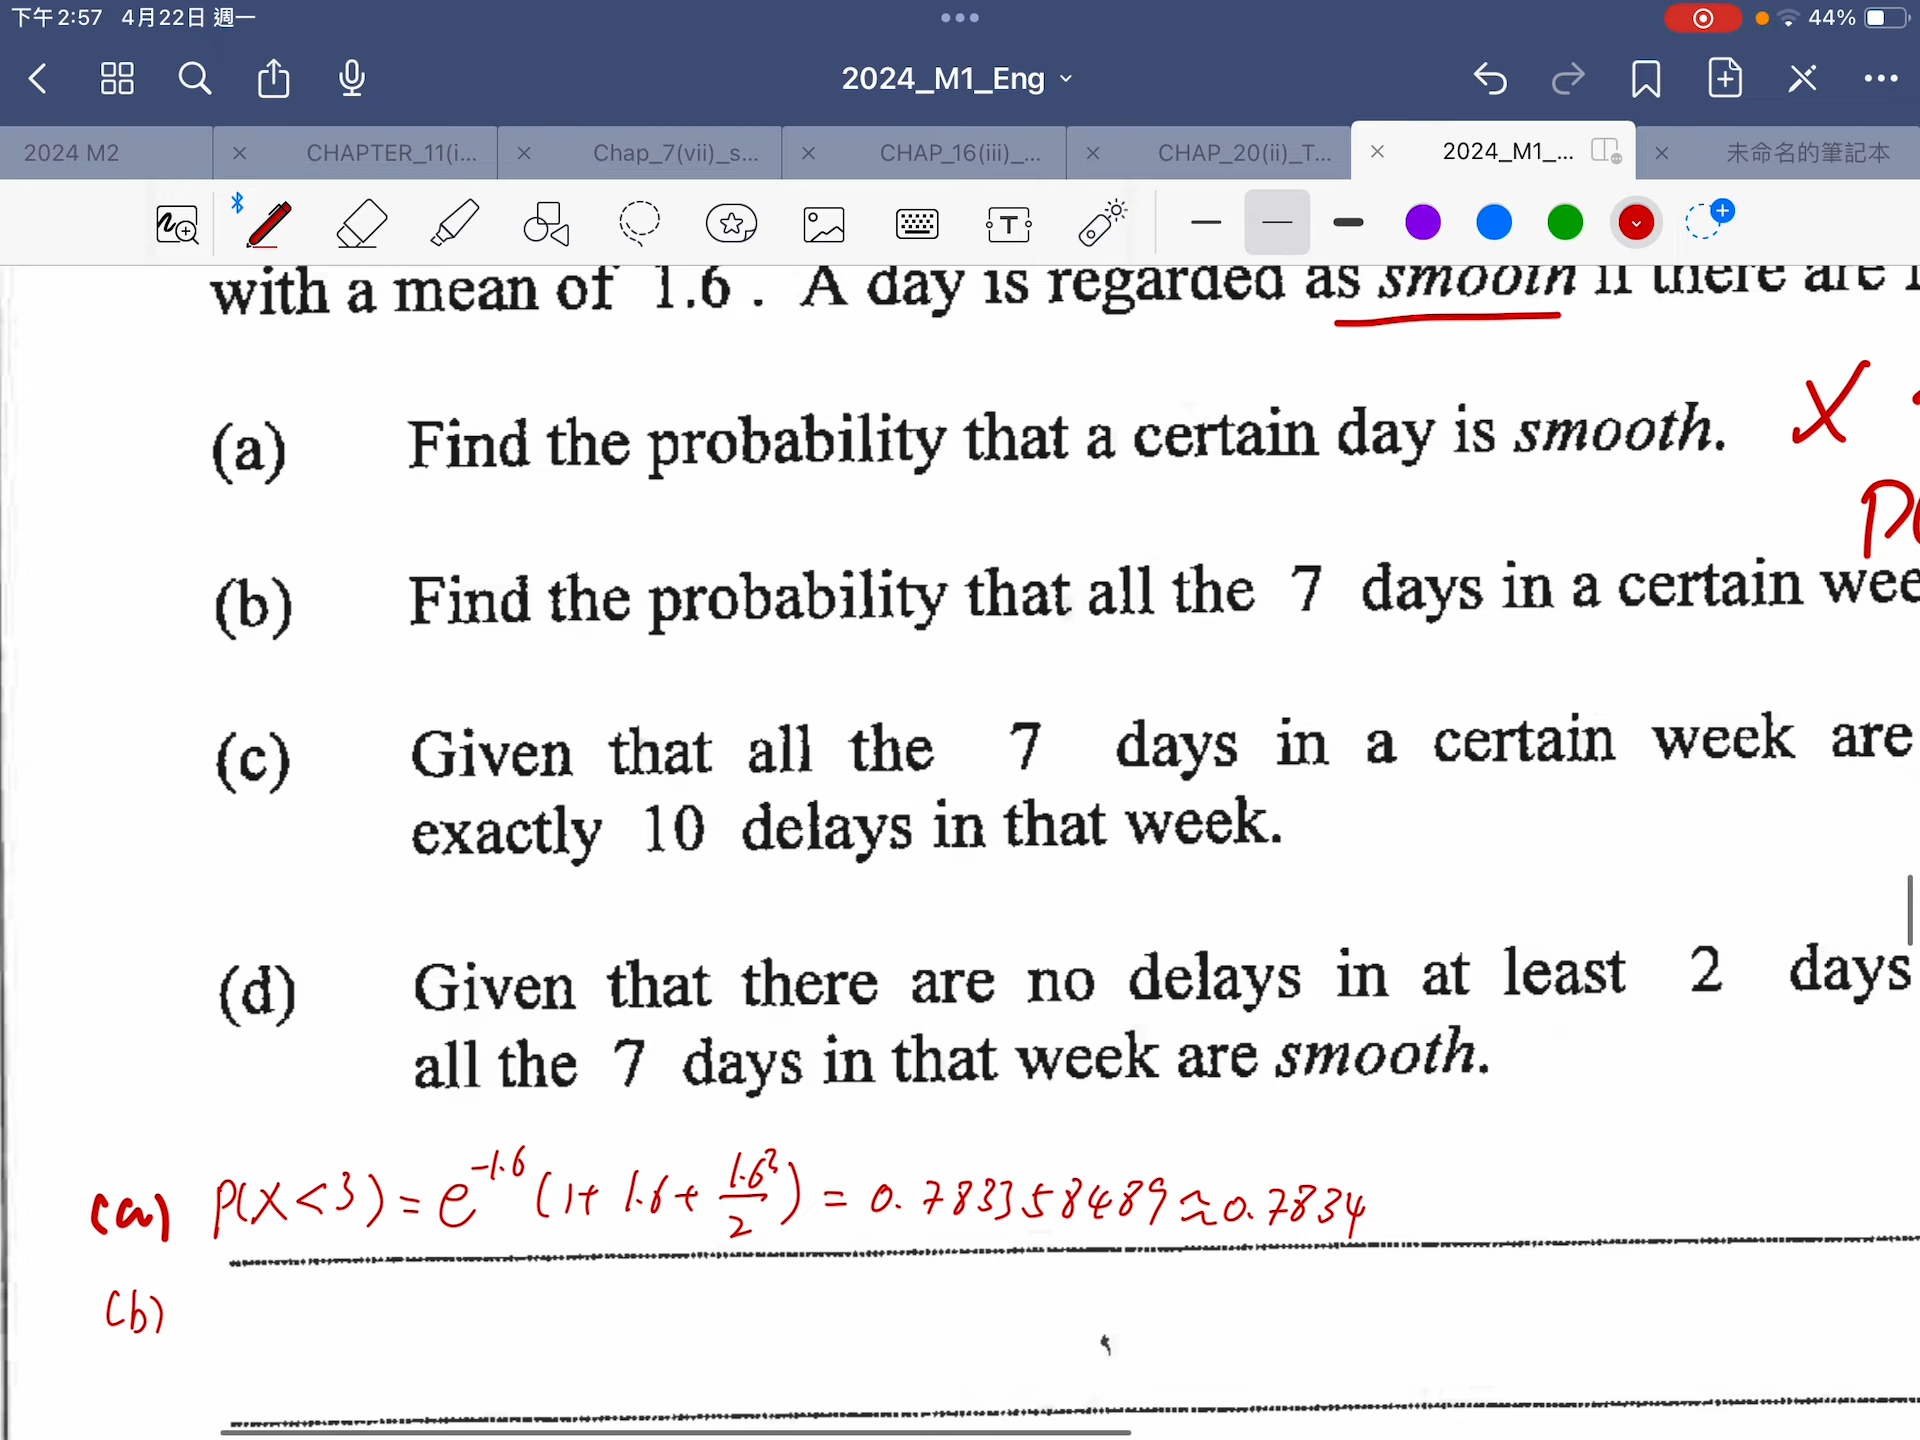 下午2:57 4月22日 週一
44%
2024_M1_Eng
2024 M2
CHAPTER_11(i...
Chap_7(vii)_s...
CHAP_16(iii)_...
CHAP_20(ii)_T...
2024_M1_...
未命名的筆記本
with a mean of 1.6 . A day is regarded as smooth if there are
(a) Find the probability that a certain day is smooth. X
P(
(b) Find the probability that all the 7 days in a certain wee
(c) Given that all the 7 days in a certain week are
exactly 10 delays in that week.
(d) Given that there are no delays in at least 2 days
all the 7 days in that week are smooth.
(a) P(X<3) = e^-1.6 (1+ 1.6+ 1.6²/2) = 0.783358489 ≈ 0.7834
(b)